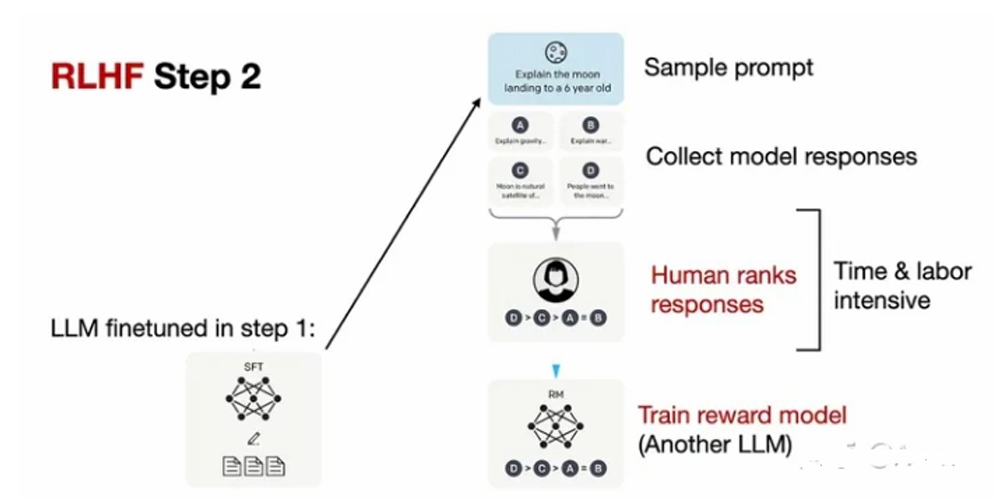 RLHF Step 2
Explain the moon
landing to a 6 year old
Sample prompt
A
Explain gravity...
B
Explain war...
C
Moon is natural
satellite of...
D
People went to
the moon...
Collect model responses
D > C > A = B
Human ranks
responses
Time & labor
intensive
LLM finetuned in step 1:
SFT
RM
D > C > A = B
Train reward model
(Another LLM)